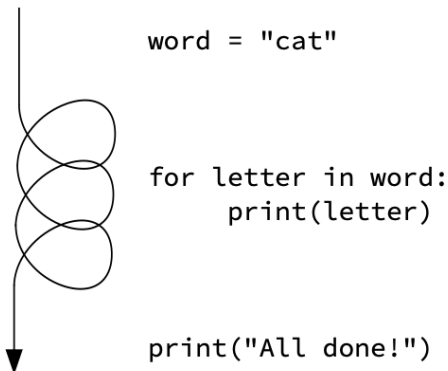 word = "cat"
for letter in word:
    print(letter)
print("All done!")